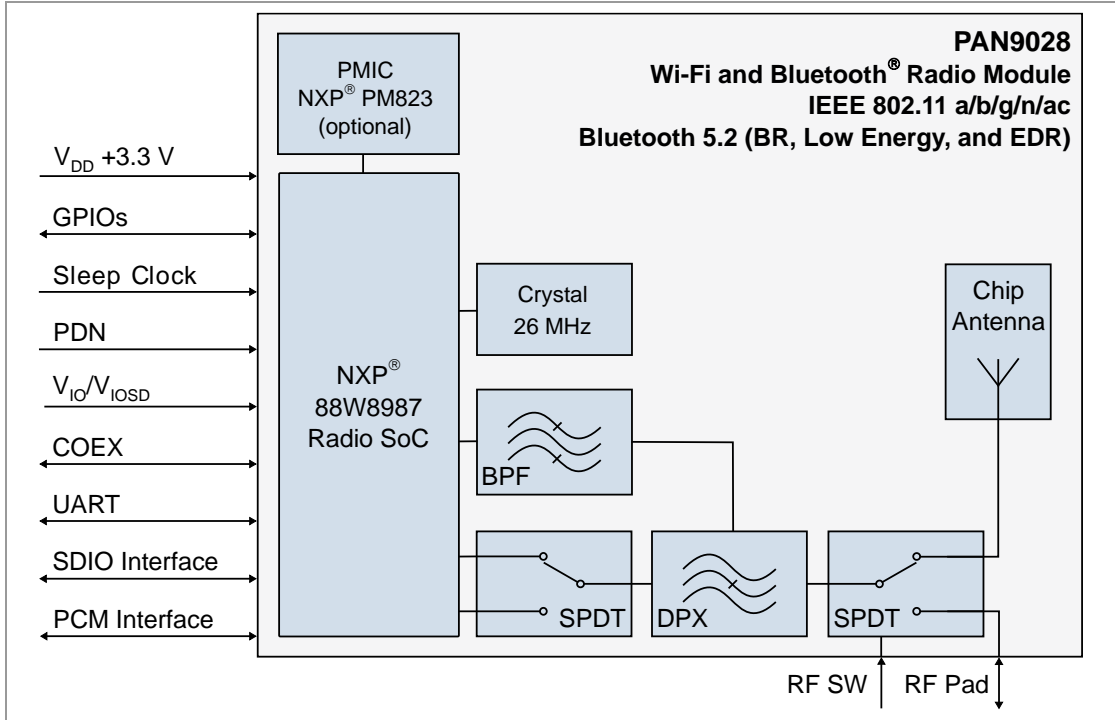 PAN9028
Wi-Fi and Bluetooth® Radio Module
IEEE 802.11 a/b/g/n/ac
Bluetooth 5.2 (BR, Low Energy, and EDR)
PMIC
NXP® PM823
(optional)
VDD +3.3 V
GPIOs
Sleep Clock
PDN
VIO/VIOSD
COEX
UART
SDIO Interface
PCM Interface
NXP®
88W8987
Radio SoC
Crystal
26 MHz
BPF
SPDT
DPX
SPDT
Chip
Antenna
RF SW
RF Pad